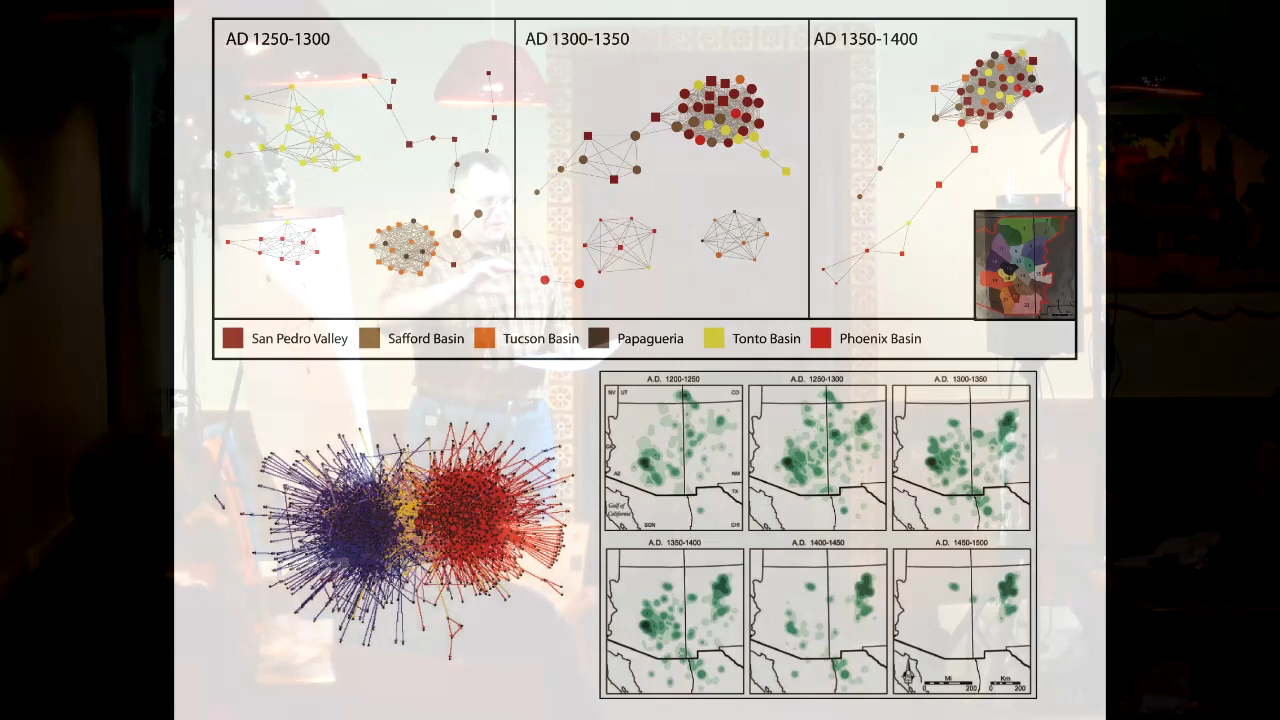 AD 1250-1300
AD 1300-1350
AD 1350-1400
San Pedro Valley
Safford Basin
Tucson Basin
Papagueria
Tonto Basin
Phoenix Basin
A.D. 1200-1250
A.D. 1250-1300
A.D. 1300-1350
NV UT CO
AZ NM
TX
Gulf of
California
SON CHI
A.D. 1350-1400
A.D. 1400-1450
A.D. 1450-1500
Mi Km
0 200 0 200